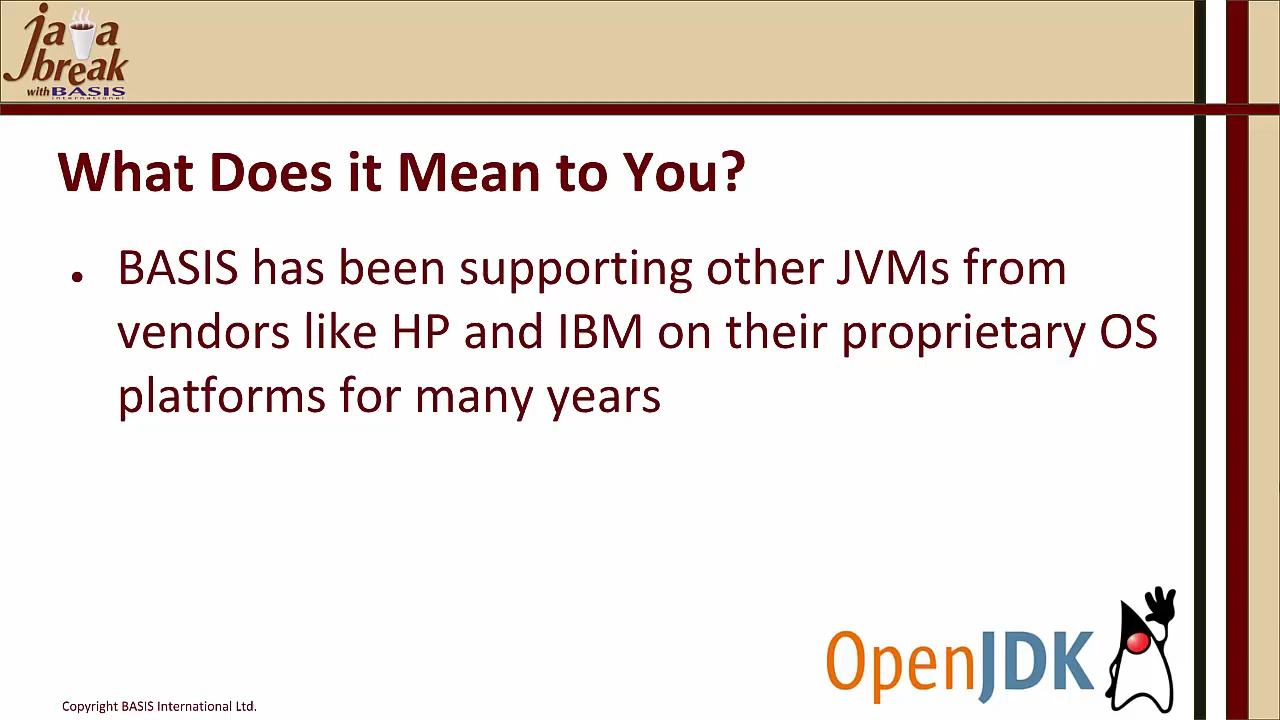 java
break
with BASIS
international
What Does it Mean to You?
• BASIS has been supporting other JVMs from
vendors like HP and IBM on their proprietary OS
platforms for many years
OpenJDK
Copyright BASIS International Ltd.